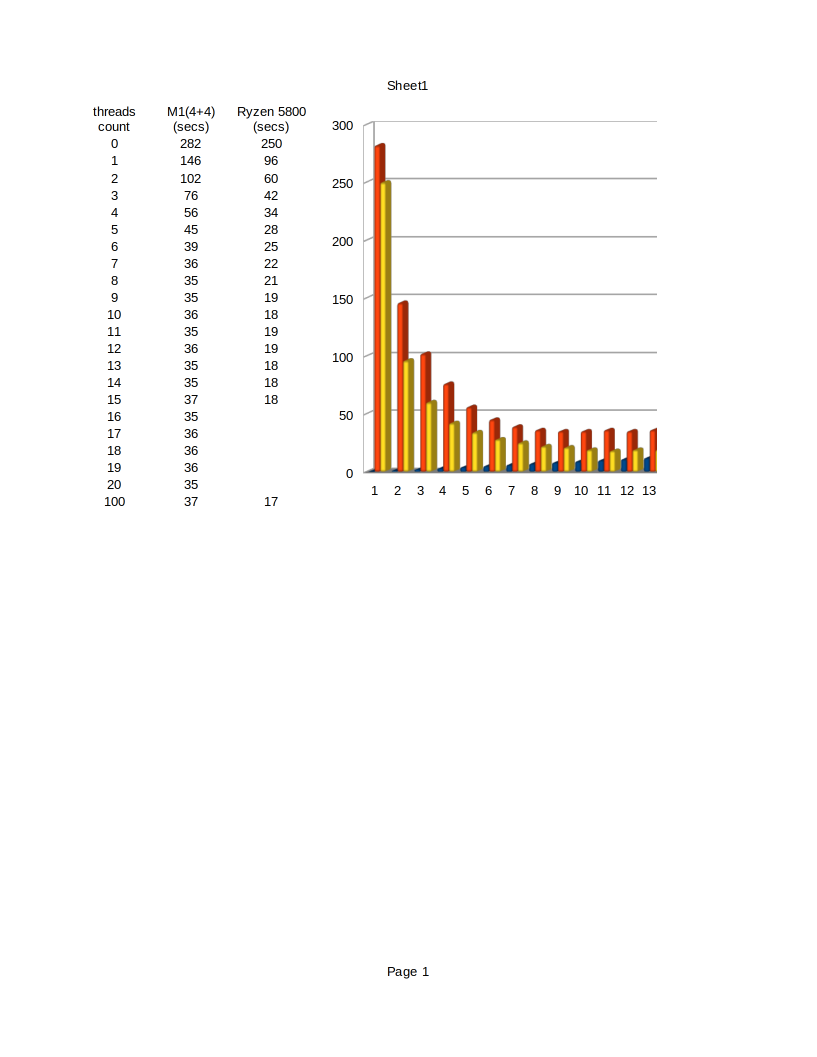 Sheet1
threads M1(4+4) Ryzen 5800
count (secs) (secs)
0 282 250
1 146 96
2 102 60
3 76 42
4 56 34
5 45 28
6 39 25
7 36 22
8 35 21
9 35 19
10 36 18
11 35 19
12 36 19
13 35 18
14 35 18
15 37 18
16 35
17 36
18 36
19 36
20 35
100 37 17
300
250
200
150
100
50
0
1 2 3 4 5 6 7 8 9 10 11 12 13
Page 1